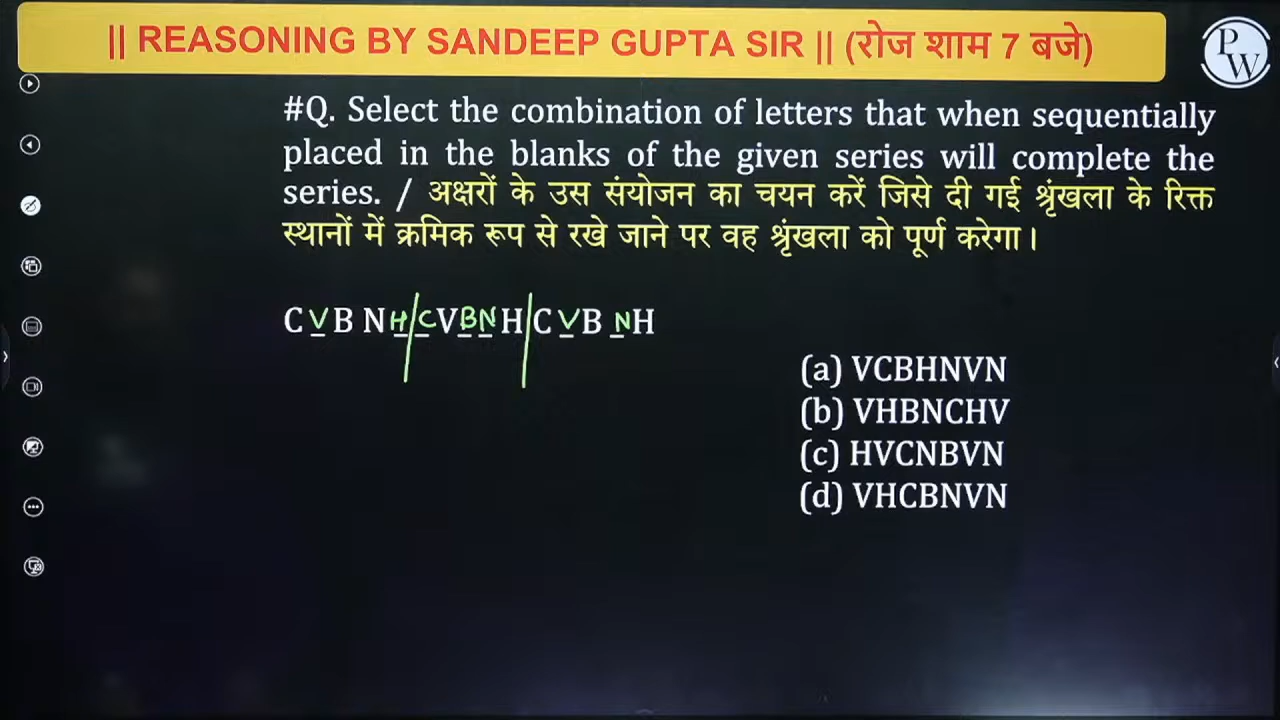 || REASONING BY SANDEEP GUPTA SIR || (रोज शाम 7 बजे)
PW
#Q. Select the combination of letters that when sequentially
placed in the blanks of the given series will complete the
series. / अक्षरों के उस संयोजन का चयन करें जिसे दी गई श्रृंखला के रिक्त
स्थानों में क्रमिक रूप से रखे जाने पर वह श्रृंखला को पूर्ण करेगा।
C V B N H / C V B N H | C V B N H
(a) VCBHNVN
(b) VHBNCHV
(c) HVCNBVN
(d) VHCBNVN